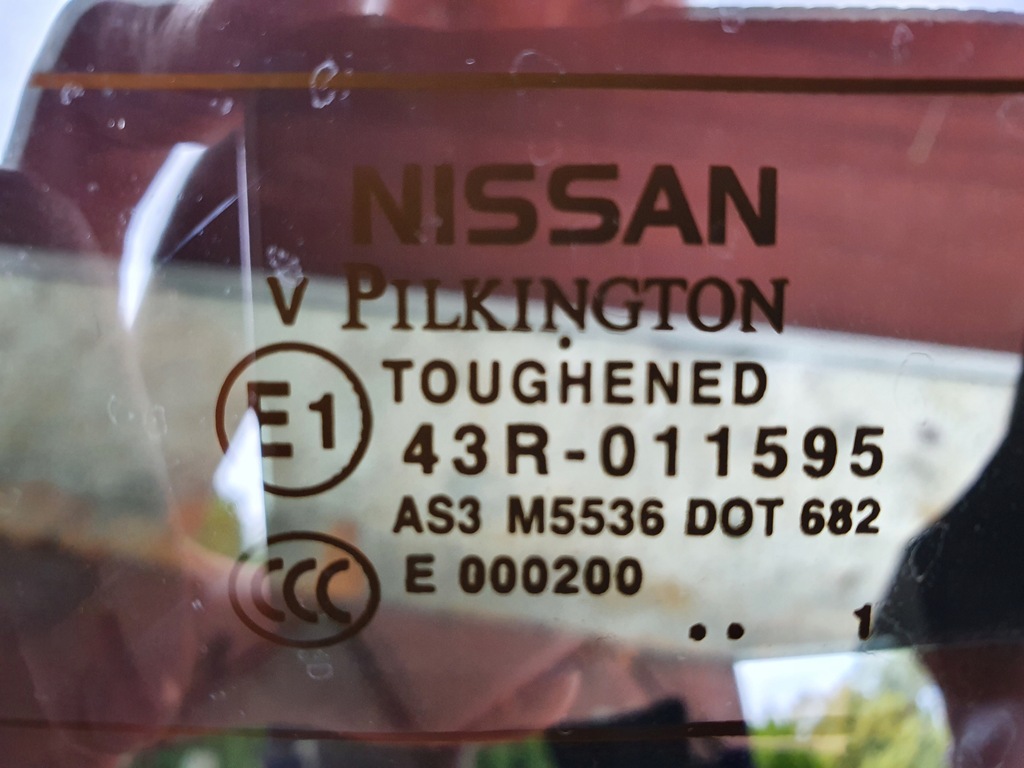 NISSAN
V PILKINGTON
E1 TOUGHENED
43R-011595
AS3 M5536 DOT 682
CCC E 000200
.. 1